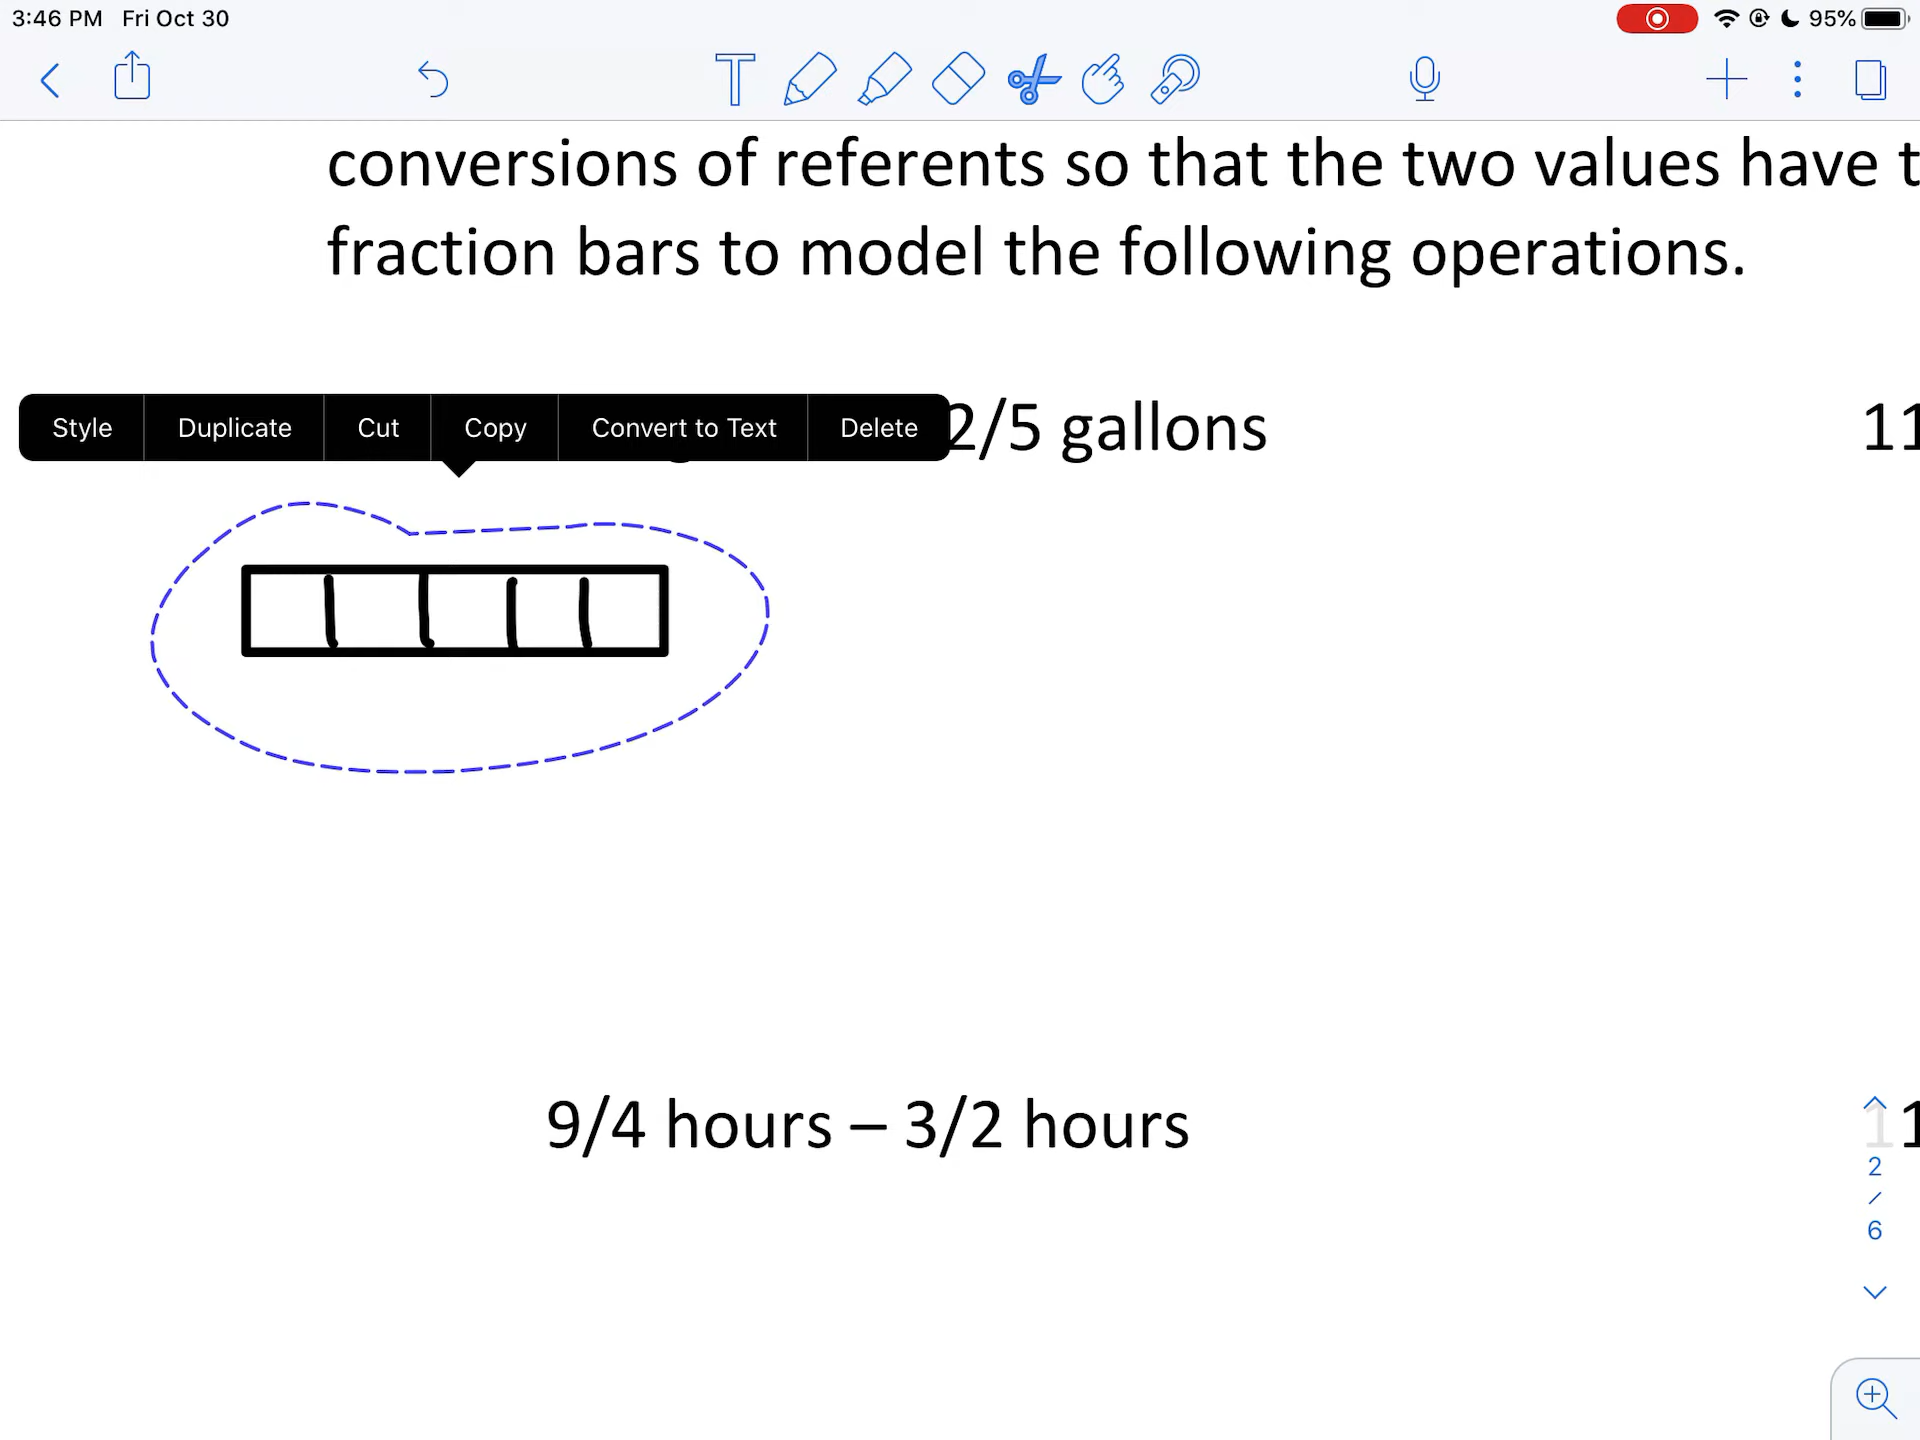 3:46 PM Fri Oct 30 95%
conversions of referents so that the two values have t
fraction bars to model the following operations.
Style Duplicate Cut Copy Convert to Text Delete 2/5 gallons 11
9/4 hours – 3/2 hours 11
2
/
6